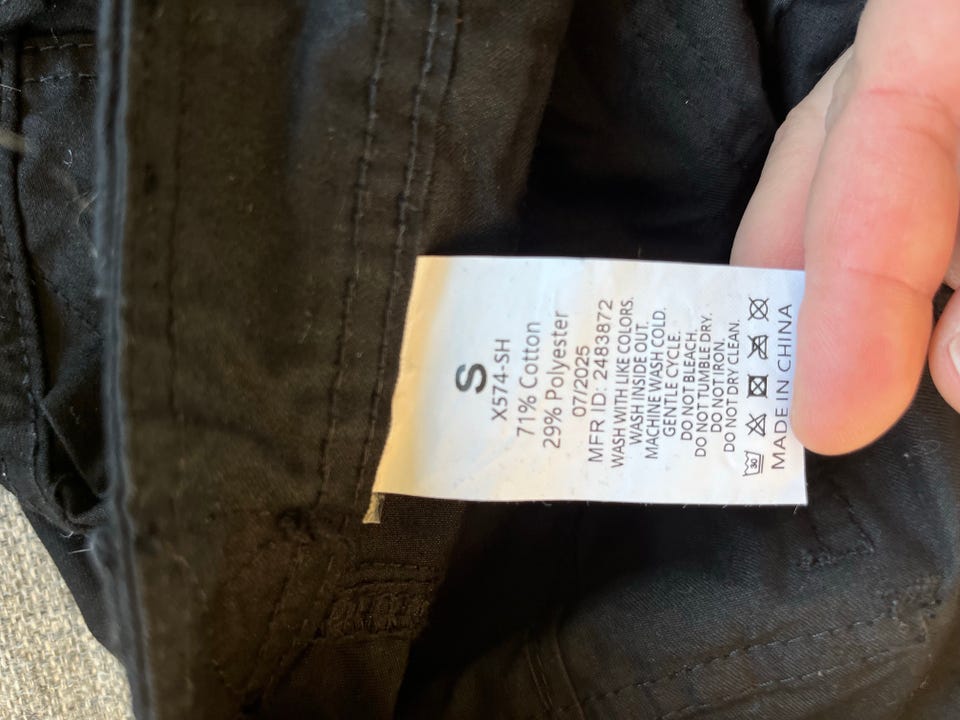 S
X574-SH
71% Cotton
29% Polyester
07/2025
MFR ID: 2483872
WASH WITH LIKE COLORS.
WASH INSIDE OUT.
MACHINE WASH COLD.
GENTLE CYCLE.
DO NOT BLEACH.
DO NOT TUMBLE DRY.
DO NOT IRON.
DO NOT DRY CLEAN.
30
MADE IN CHINA